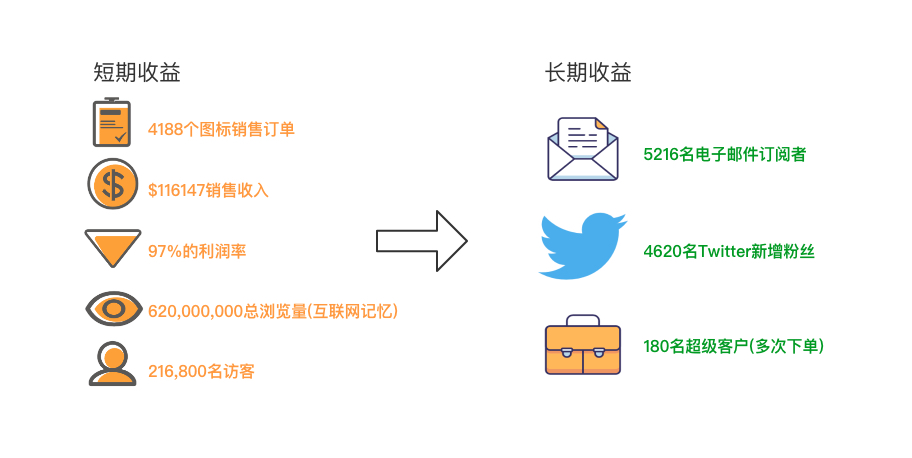 短期收益
4188个图标销售订单
$116147销售收入
97%的利润率
620,000,000总浏览量(互联网记忆)
216,800名访客
长期收益
5216名电子邮件订阅者
4620名Twitter新增粉丝
180名超级客户(多次下单)